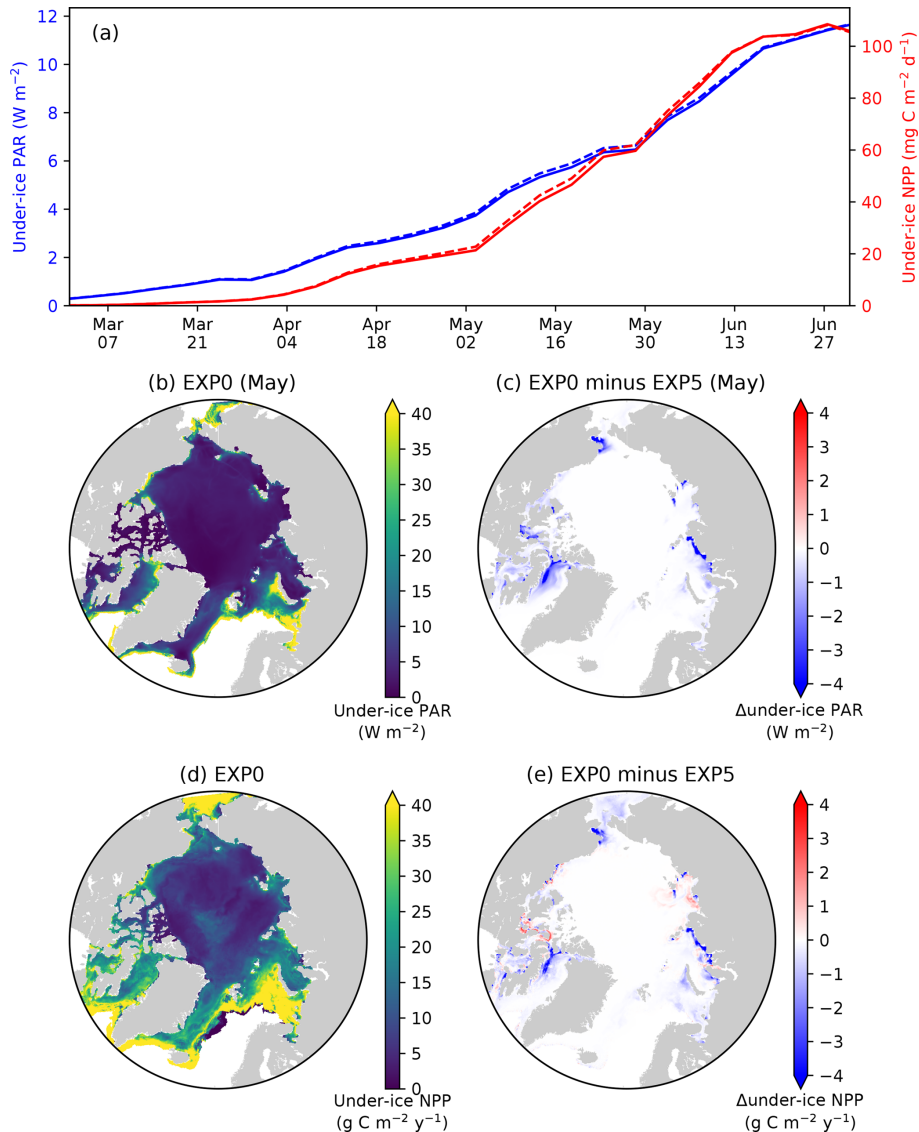 (a)
Under-ice PAR (W m⁻²)
12
10
8
6
4
2
0
100
80
60
40
20
0
Under-ice NPP (mg C m⁻² d⁻¹)
Mar 07
Mar 21
Apr 04
Apr 18
May 02
May 16
May 30
Jun 13
Jun 27
(b) EXP0 (May)
40
35
30
25
20
15
10
5
0
Under-ice PAR
(W m⁻²)
(c) EXP0 minus EXP5 (May)
4
3
2
1
0
−1
−2
−3
−4
Δunder-ice PAR
(W m⁻²)
(d) EXP0
40
35
30
25
20
15
10
5
0
Under-ice NPP
(g C m⁻² y⁻¹)
(e) EXP0 minus EXP5
4
3
2
1
0
−1
−2
−3
−4
Δunder-ice NPP
(g C m⁻² y⁻¹)